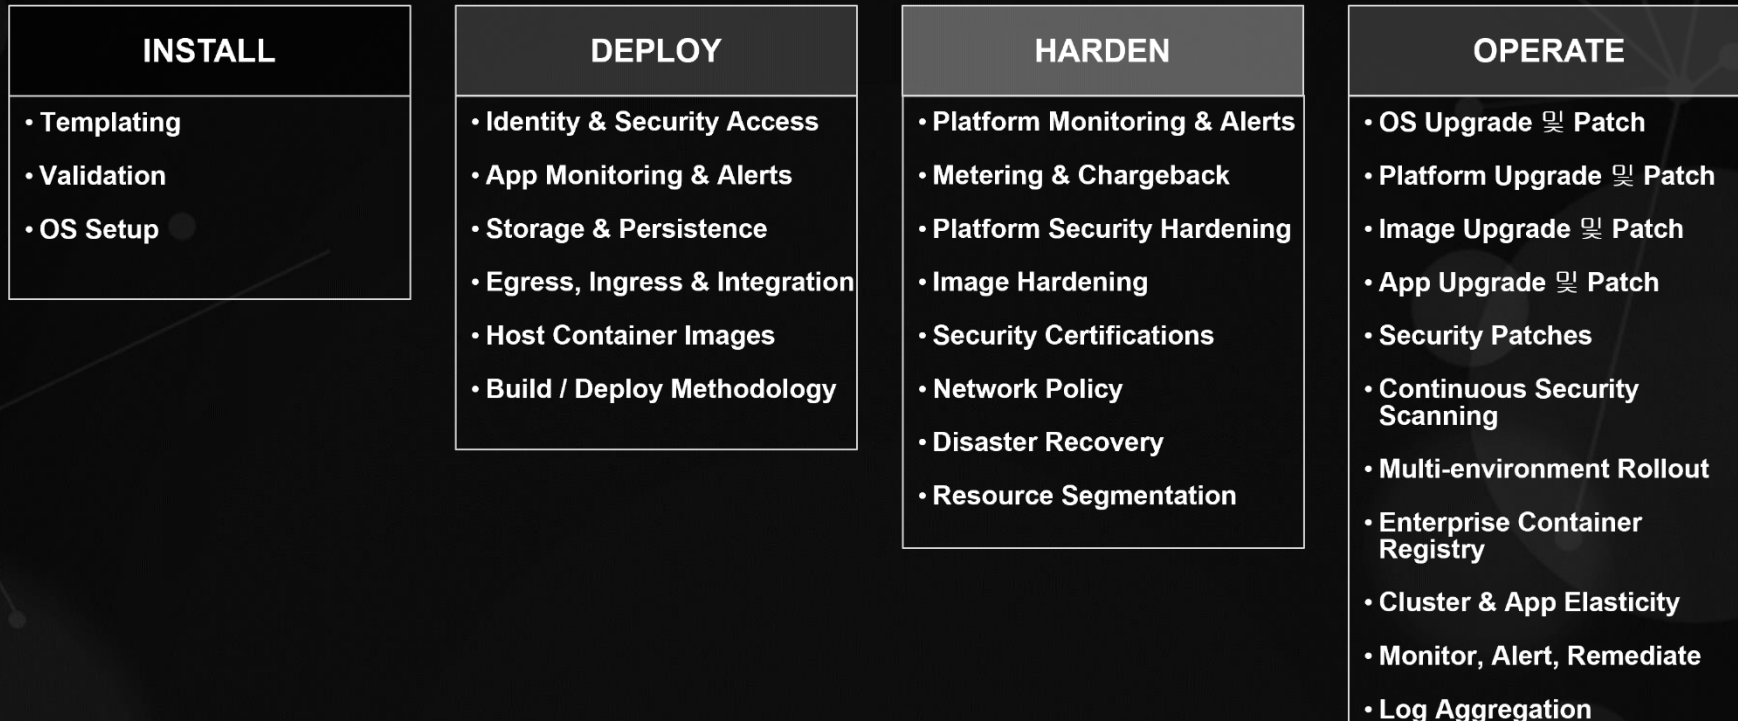 INSTALL
• Templating
• Validation
• OS Setup
DEPLOY
• Identity & Security Access
• App Monitoring & Alerts
• Storage & Persistence
• Egress, Ingress & Integration
• Host Container Images
• Build / Deploy Methodology
HARDEN
• Platform Monitoring & Alerts
• Metering & Chargeback
• Platform Security Hardening
• Image Hardening
• Security Certifications
• Network Policy
• Disaster Recovery
• Resource Segmentation
OPERATE
• OS Upgrade 및 Patch
• Platform Upgrade 및 Patch
• Image Upgrade 및 Patch
• App Upgrade 및 Patch
• Security Patches
• Continuous Security
Scanning
• Multi-environment Rollout
• Enterprise Container
Registry
• Cluster & App Elasticity
• Monitor, Alert, Remediate
• Log Aggregation